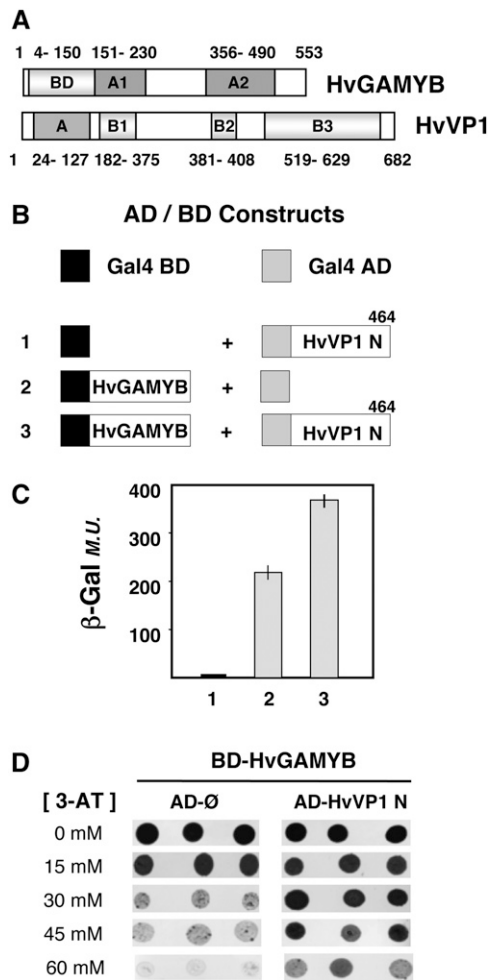 A
1 4- 150 151- 230 356- 490 553
BD A1 A2 HvGAMYB
A B1 B2 B3 HvVP1
1 24- 127 182- 375 381- 408 519- 629 682
B AD / BD Constructs
Gal4 BD Gal4 AD
464
1 + HvVP1 N
2 HvGAMYB +
464
3 HvGAMYB + HvVP1 N
C
β-Gal M.U.
400
300
200
100
1 2 3
D BD-HvGAMYB
[ 3-AT ] AD-Ø AD-HvVP1 N
0 mM
15 mM
30 mM
45 mM
60 mM